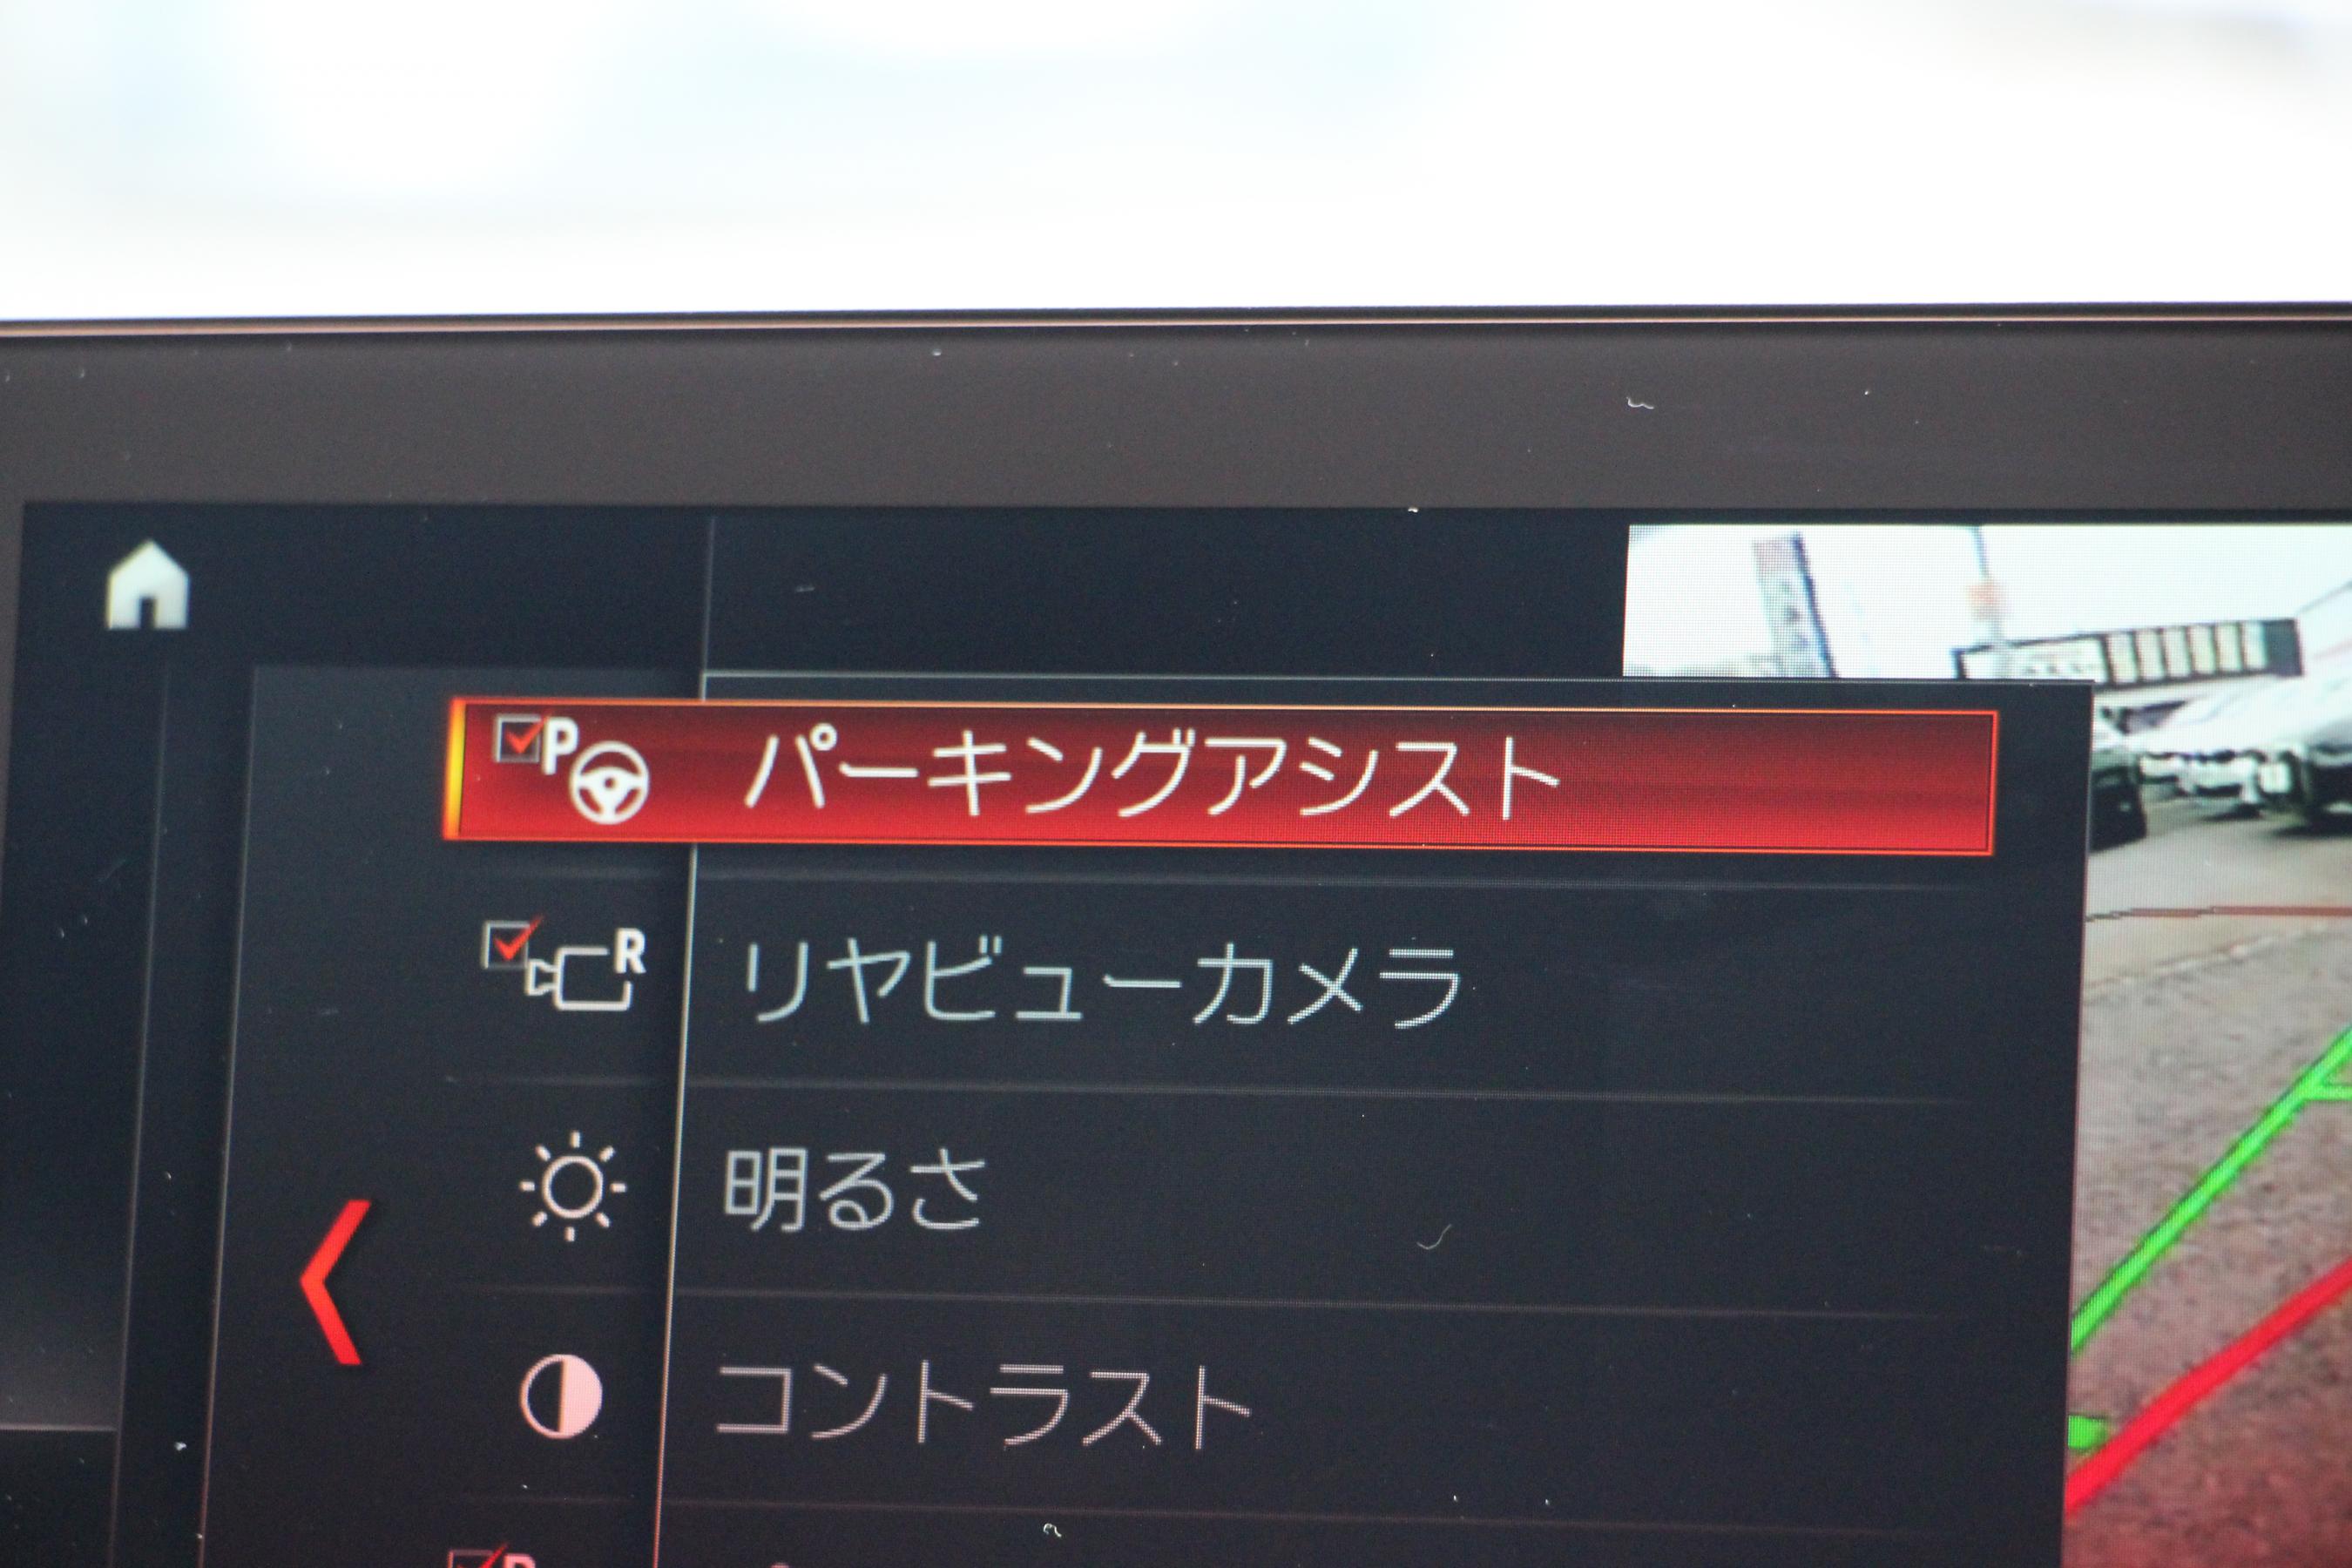 P パーキングアシスト
R リヤビューカメラ
明るさ
コントラスト